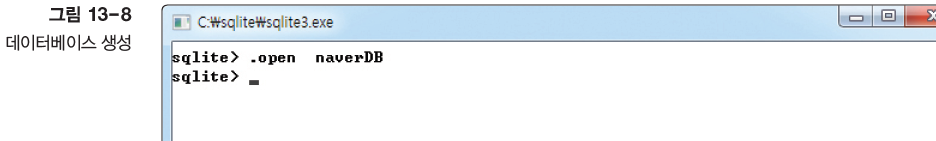 그림 13-8
데이터베이스 생성
C:₩sqlite₩sqlite3.exe
sqlite> .open  naverDB
sqlite> _